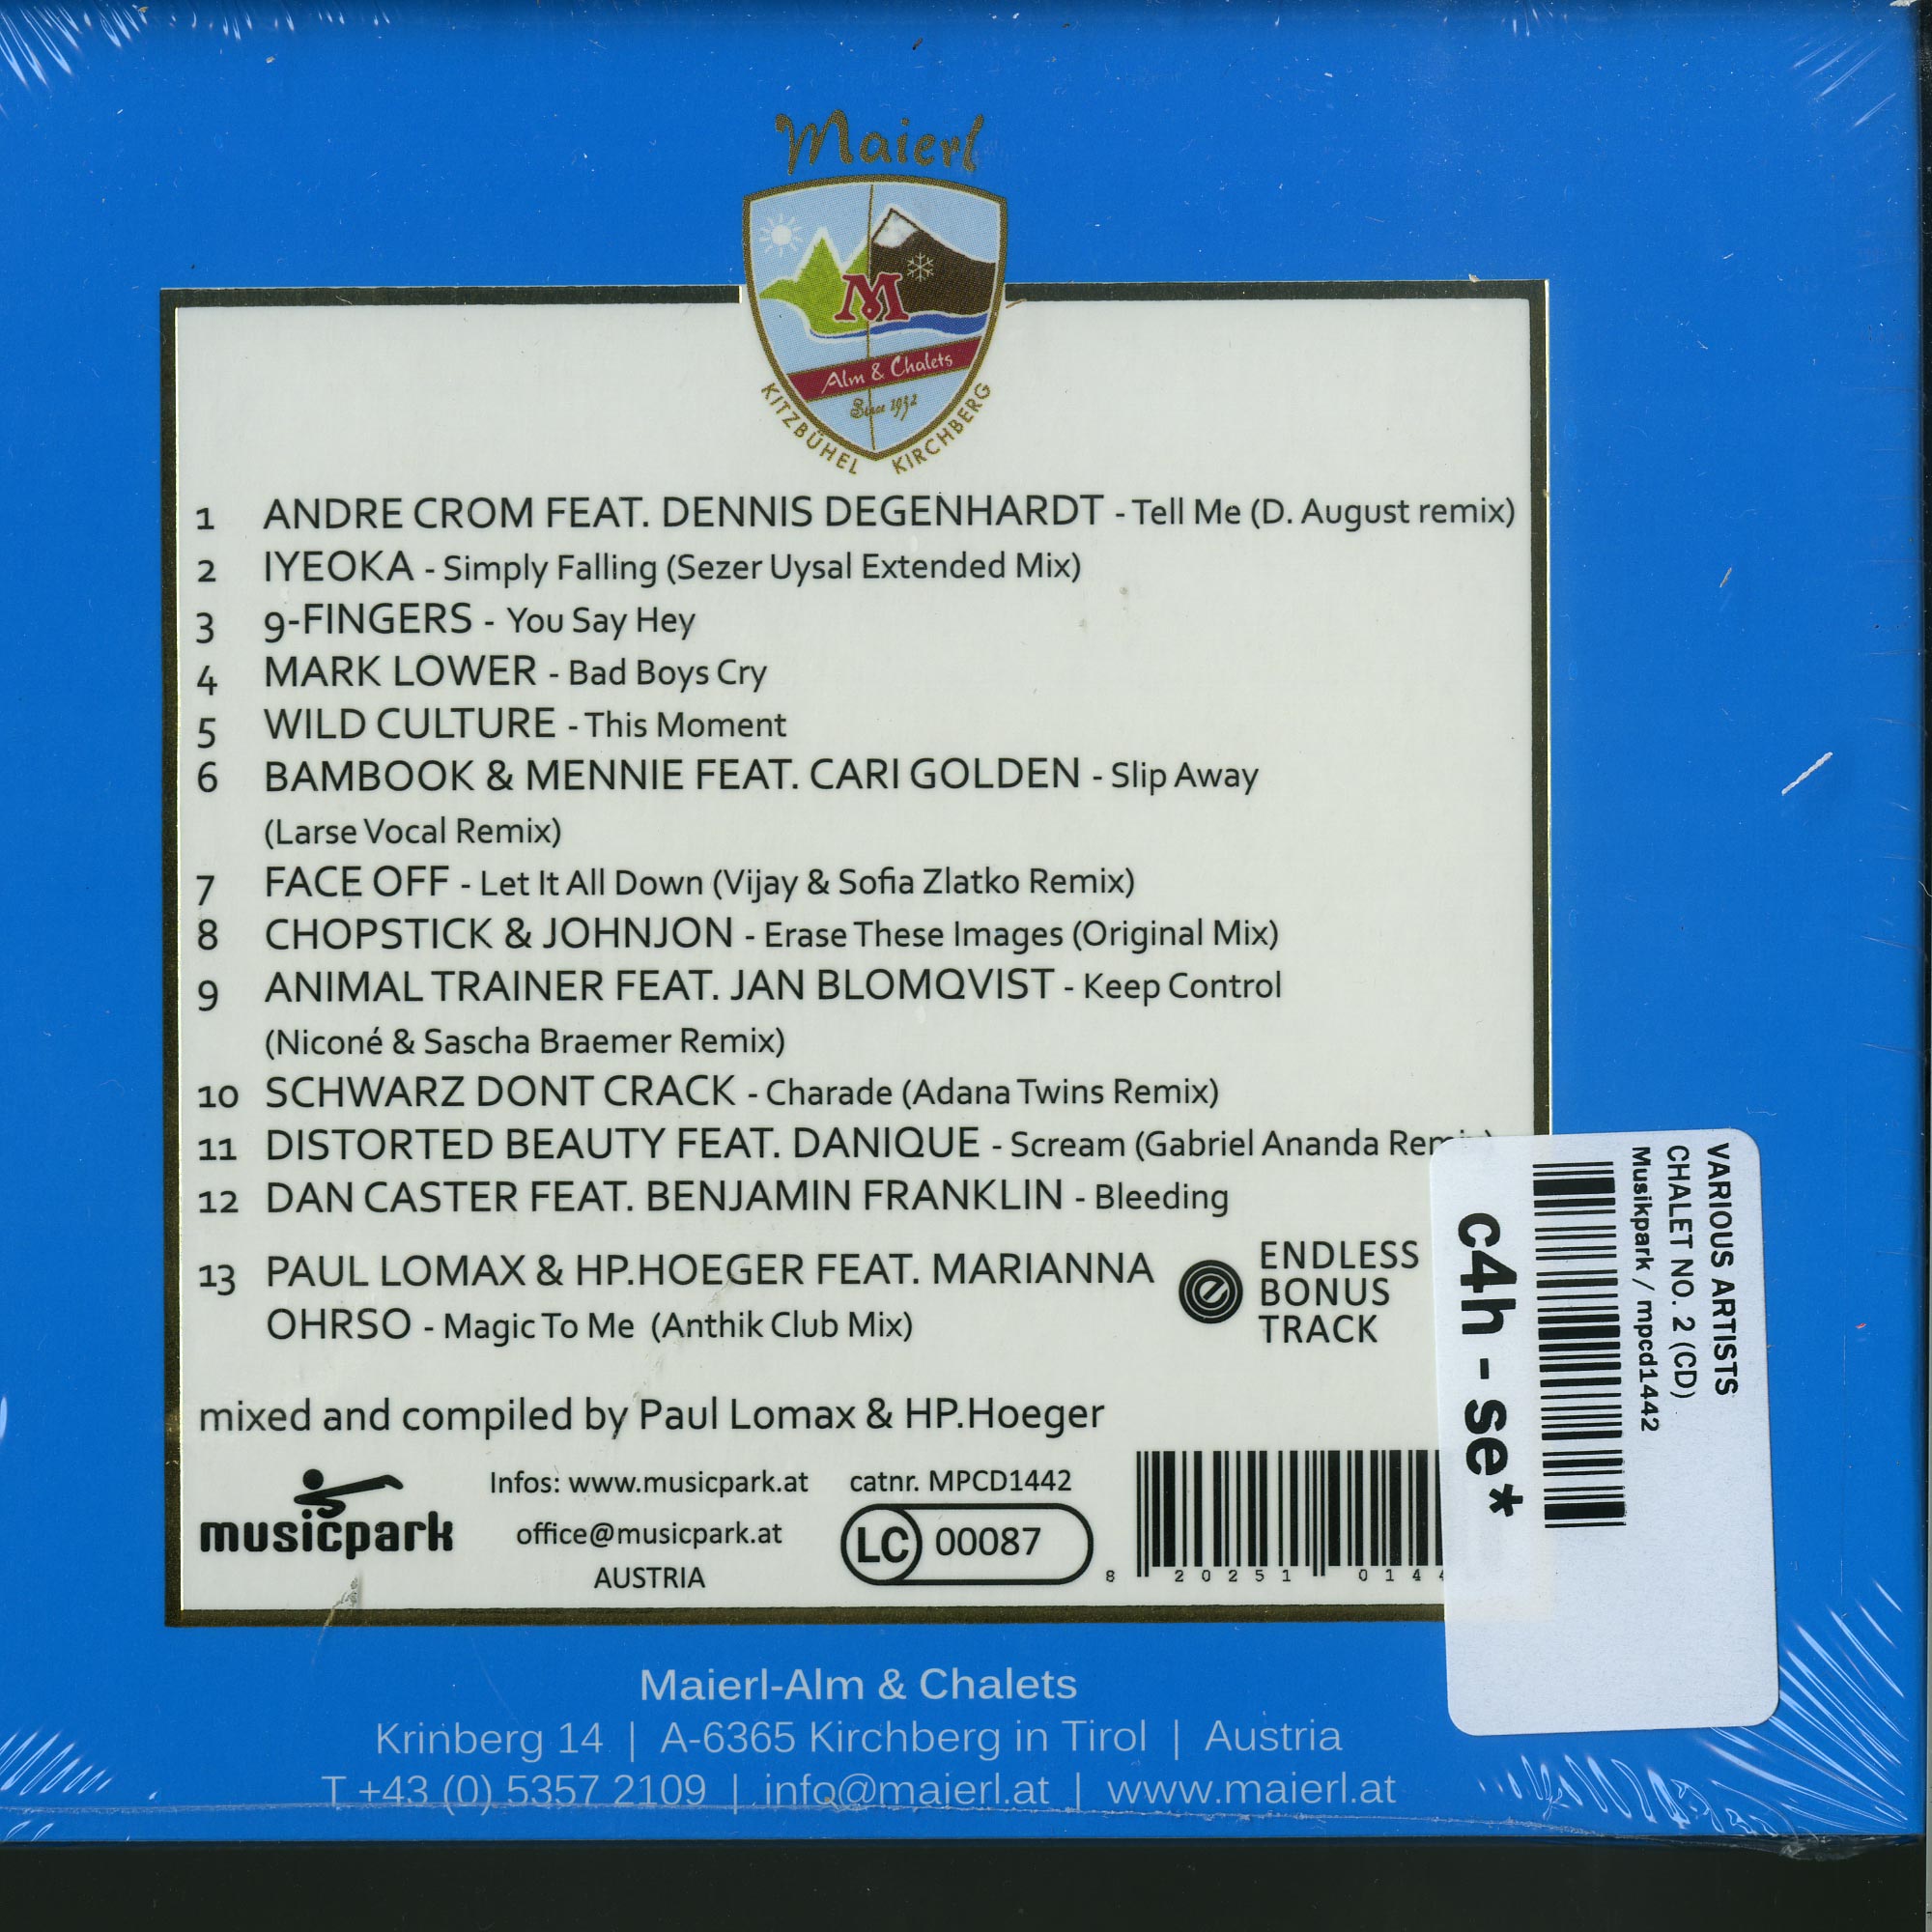 Maierl
M
Alm & Chalets
Since 1932
KITZBÜHEL KIRCHBERG
1 ANDRE CROM FEAT. DENNIS DEGENHARDT - Tell Me (D. August remix)
2 IYEOKA - Simply Falling (Sezer Uysal Extended Mix)
3 9-FINGERS - You Say Hey
4 MARK LOWER - Bad Boys Cry
5 WILD CULTURE - This Moment
6 BAMBOOK & MENNIE FEAT. CARI GOLDEN - Slip Away
(Larse Vocal Remix)
7 FACE OFF - Let It All Down (Vijay & Sofia Zlatko Remix)
8 CHOPSTICK & JOHNJON - Erase These Images (Original Mix)
9 ANIMAL TRAINER FEAT. JAN BLOMQVIST - Keep Control
(Niconé & Sascha Braemer Remix)
10 SCHWARZ DONT CRACK - Charade (Adana Twins Remix)
11 DISTORTED BEAUTY FEAT. DANIQUE - Scream (Gabriel Ananda Remix)
12 DAN CASTER FEAT. BENJAMIN FRANKLIN - Bleeding
13 PAUL LOMAX & HP.HOEGER FEAT. MARIANNA
OHRSO - Magic To Me (Anthik Club Mix)
e
ENDLESS
BONUS
TRACK
mixed and compiled by Paul Lomax & HP.Hoeger
musicpark
Infos: www.musicpark.at
office@musicpark.at
AUSTRIA
catnr. MPCD1442
LC 00087
8 20251 014
VARIOUS ARTISTS
CHALET NO. 2 (CD)
Musikpark / mpcd1442
c4h - se*
Maierl-Alm & Chalets
Krinberg 14 | A-6365 Kirchberg in Tirol | Austria
T +43 (0) 5357 2109 | info@maierl.at | www.maierl.at